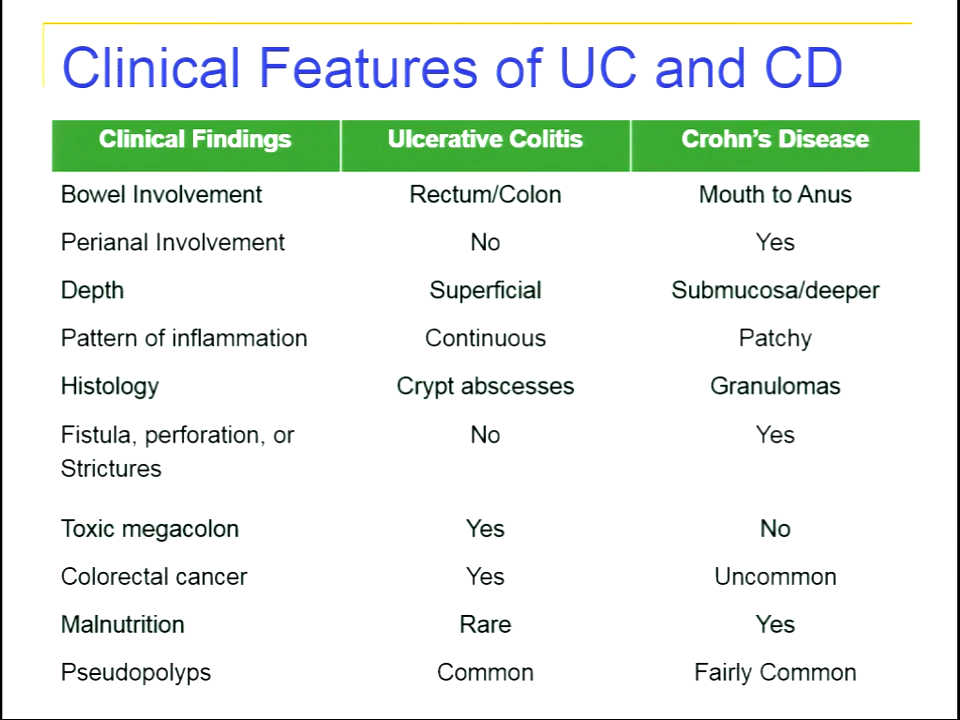 Clinical Features of UC and CD
Clinical Findings Ulcerative Colitis Crohn's Disease
Bowel Involvement Rectum/Colon Mouth to Anus
Perianal Involvement No Yes
Depth Superficial Submucosa/deeper
Pattern of inflammation Continuous Patchy
Histology Crypt abscesses Granulomas
Fistula, perforation, or No Yes
Strictures
Toxic megacolon Yes No
Colorectal cancer Yes Uncommon
Malnutrition Rare Yes
Pseudopolyps Common Fairly Common